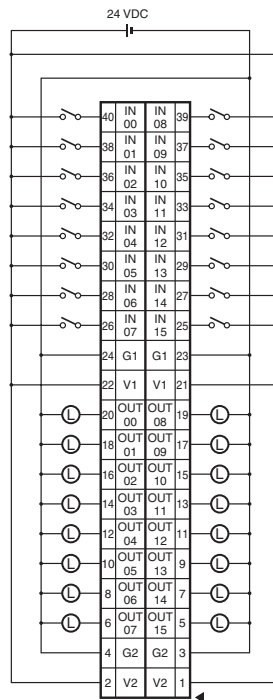 24 VDC
40 IN 00 IN 08 39
38 IN 01 IN 09 37
36 IN 02 IN 10 35
34 IN 03 IN 11 33
32 IN 04 IN 12 31
30 IN 05 IN 13 29
28 IN 06 IN 14 27
26 IN 07 IN 15 25
24 G1 G1 23
22 V1 V1 21
L 20 OUT 00 OUT 08 19 L
L 18 OUT 01 OUT 09 17 L
L 16 OUT 02 OUT 10 15 L
L 14 OUT 03 OUT 11 13 L
L 12 OUT 04 OUT 12 11 L
L 10 OUT 05 OUT 13 9 L
L 8 OUT 06 OUT 14 7 L
L 6 OUT 07 OUT 15 5 L
4 G2 G2 3
2 V2 V2 1